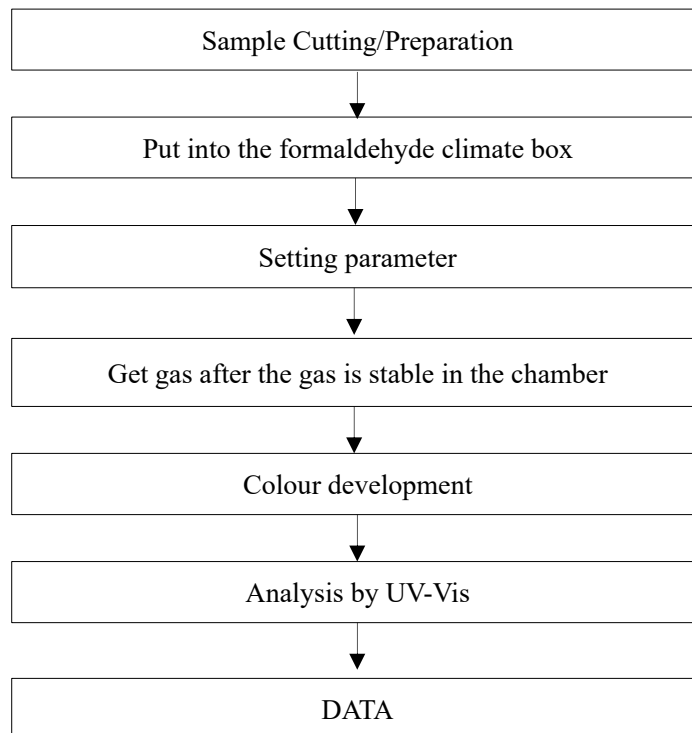 Sample Cutting/Preparation
Put into the formaldehyde climate box
Setting parameter
Get gas after the gas is stable in the chamber
Colour development
Analysis by UV-Vis
DATA